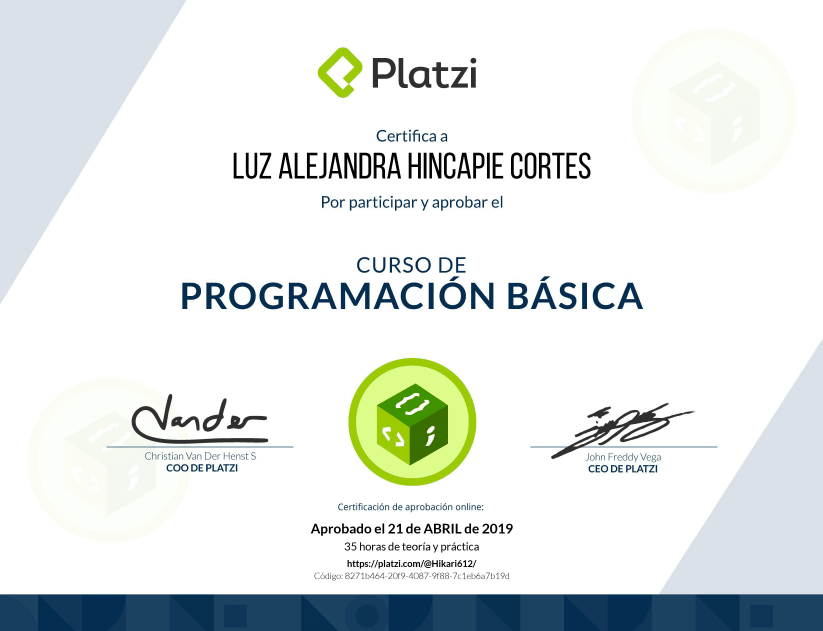 Platzi
Certifica a
LUZ ALEJANDRA HINCAPIE CORTES
Por participar y aprobar el
CURSO DE
PROGRAMACIÓN BÁSICA
Vander
Christian Van Der Henst S
COO DE PLATZI
John Freddy Vega
CEO DE PLATZI
Certificación de aprobación online:
Aprobado el 21 de ABRIL de 2019
35 horas de teoría y práctica
https://platzi.com/@Hikari612/
Código: 8271b464-20f9-4087-9f88-7c1eb6a7b19d